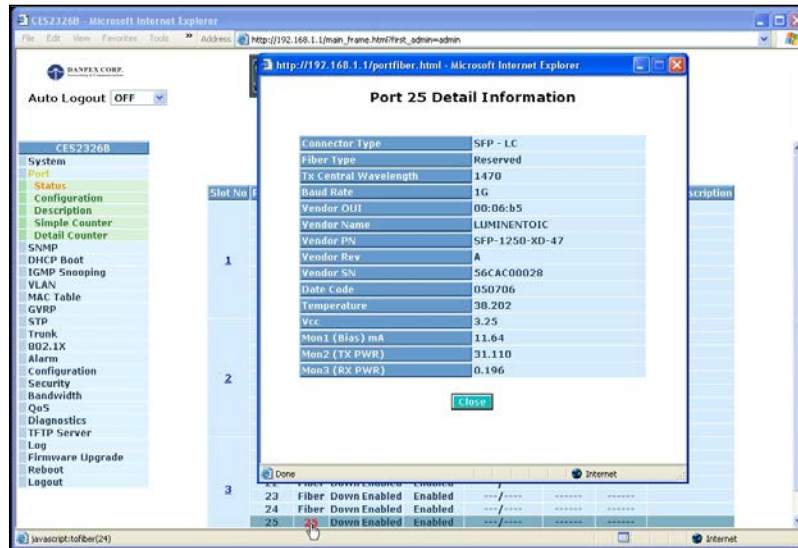 CES2326B - Microsoft Internet Explorer
File Edit View Favorites Tools » Address http://192.168.1.1/main_frame.html?first_admin=admin
DANPEX CORP.
Auto Logout OFF
CES2326B
System
Port
Status
Configuration
Description
Simple Counter
Detail Counter
SNMP
DHCP Boot
IGMP Snooping
VLAN
MAC Table
GVRP
STP
Trunk
802.1X
Alarm
Configuration
Security
Bandwidth
QoS
Diagnostics
TFTP Server
Log
Firmware Upgrade
Reboot
Logout
Slot No
1
2
3
http://192.168.1.1/portfiber.html - Microsoft Internet Explorer
Port 25 Detail Information
Connector Type SFP - LC
Fiber Type Reserved
Tx Central Wavelength 1470
Baud Rate 1G
Vendor OUI 00:06:b5
Vendor Name LUMINENTOIC
Vendor PN SFP-1250-XD-47
Vendor Rev A
Vendor SN 56CAC00028
Date Code 050706
Temperature 38.202
Vcc 3.25
Mon1 (Bias) mA 11.64
Mon2 (TX PWR) 31.110
Mon3 (RX PWR) 0.196
Close
Done Internet
23 Fiber Down Enabled Enabled ---/---- ------ ------
24 Fiber Down Enabled Enabled ---/---- ------ ------
25 25 Down Enabled Enabled ---/---- ------ ------
javascript:tofiber(24) Internet